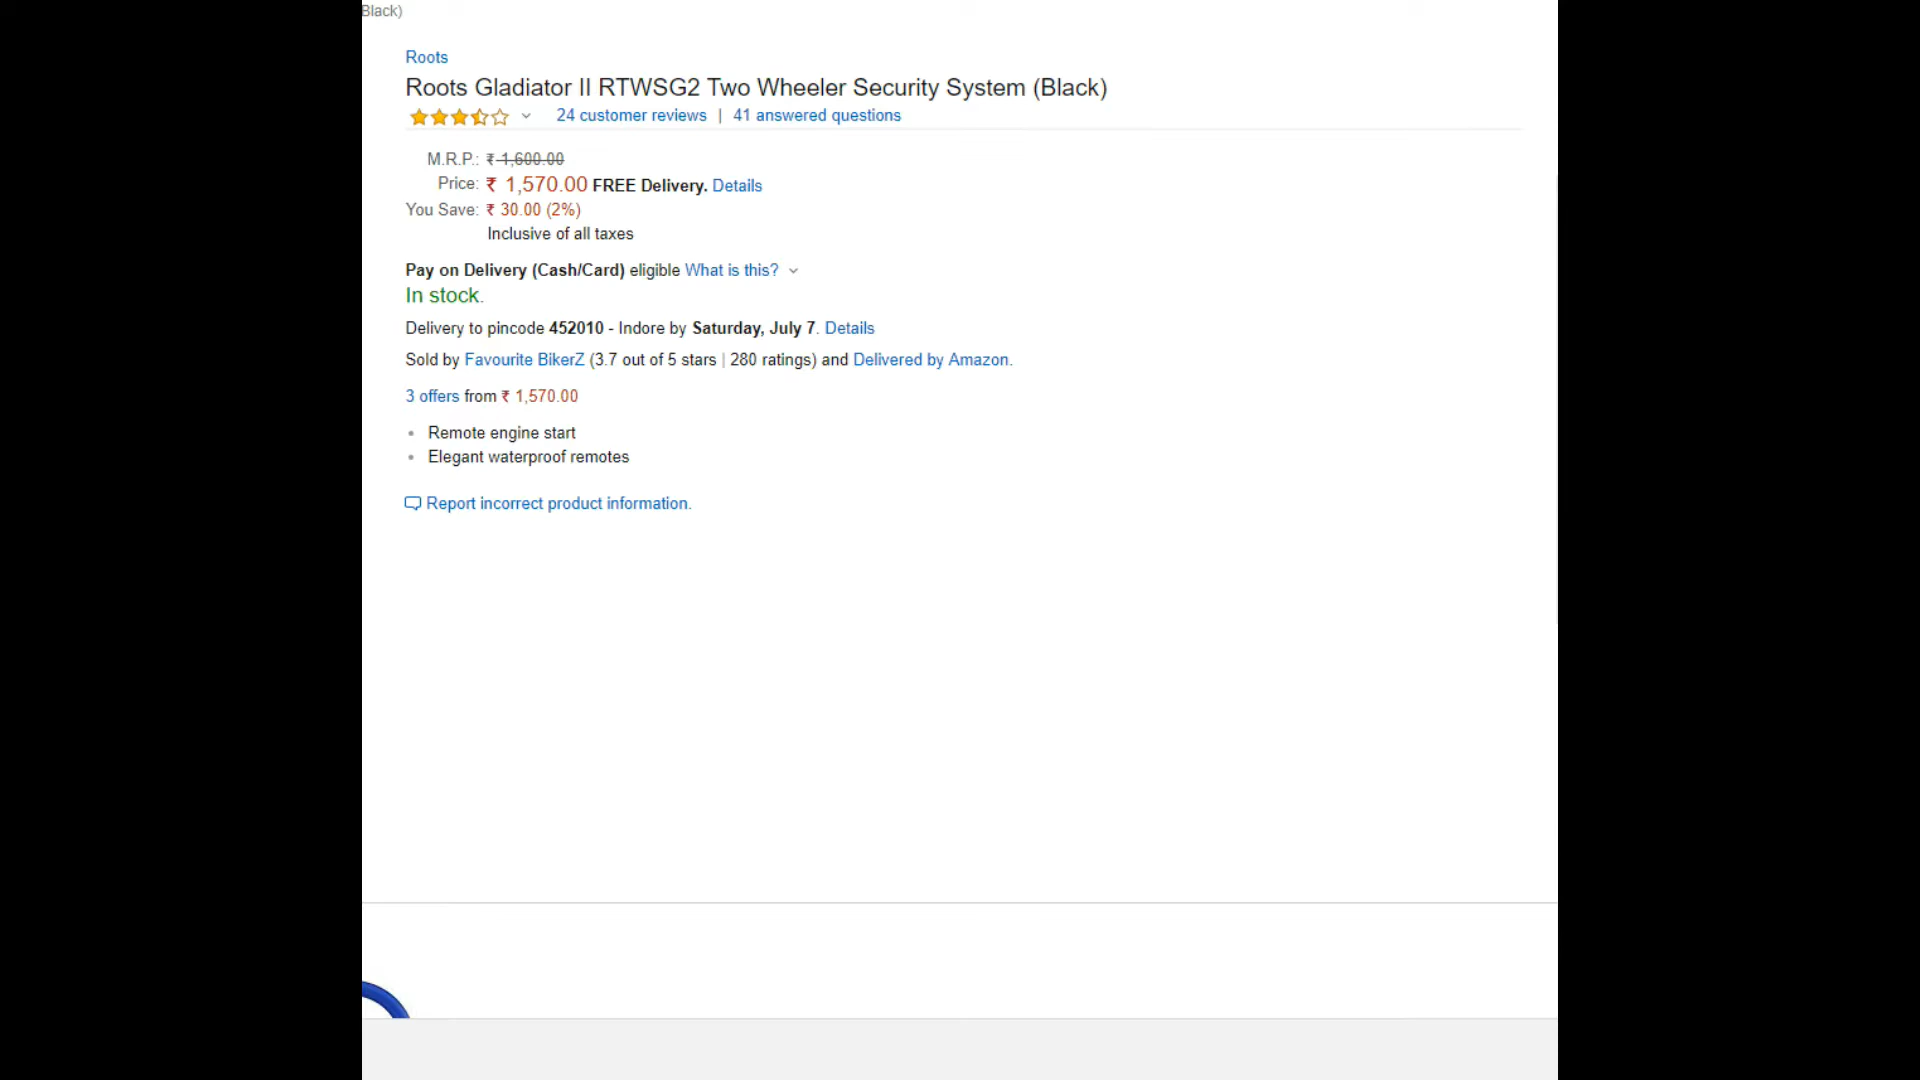 Black)
Roots
Roots Gladiator II RTWSG2 Two Wheeler Security System (Black)
24 customer reviews | 41 answered questions
M.R.P.: ₹ 1,600.00
Price: ₹ 1,570.00 FREE Delivery. Details
You Save: ₹ 30.00 (2%)
Inclusive of all taxes
Pay on Delivery (Cash/Card) eligible What is this?
In stock.
Delivery to pincode 452010 - Indore by Saturday, July 7. Details
Sold by Favourite BikerZ (3.7 out of 5 stars | 280 ratings) and Delivered by Amazon.
3 offers from ₹ 1,570.00
• Remote engine start
• Elegant waterproof remotes
Report incorrect product information.